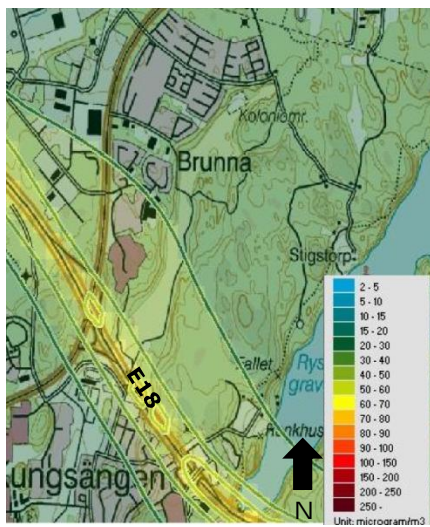 Koloniomr.
Brunna
Stigstorp
Fallet
Rys
grav
E18
ungsängen
N
2 - 5
5 - 10
10 - 15
15 - 20
20 - 30
30 - 40
40 - 50
50 - 60
60 - 70
70 - 80
80 - 90
90 - 100
100 - 150
150 - 200
200 - 250
250 -
Unit: microgram/m3